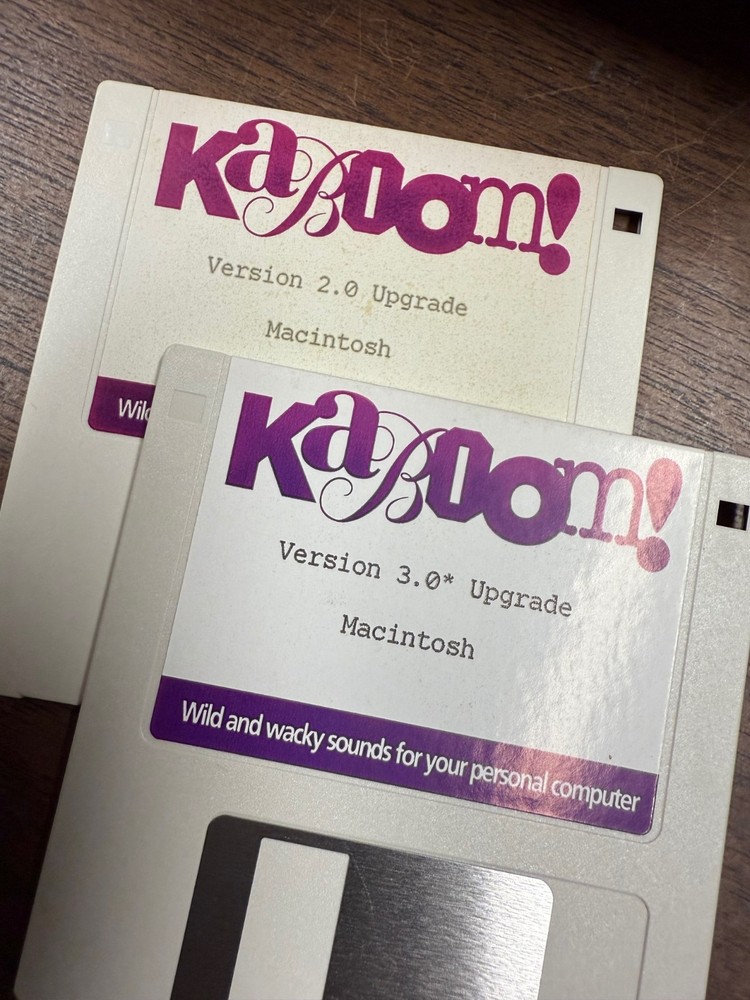 KaBoom!
Version 2.0 Upgrade
Macintosh
Wild
KaBoom!
Version 3.0* Upgrade
Macintosh
Wild and wacky sounds for your personal computer